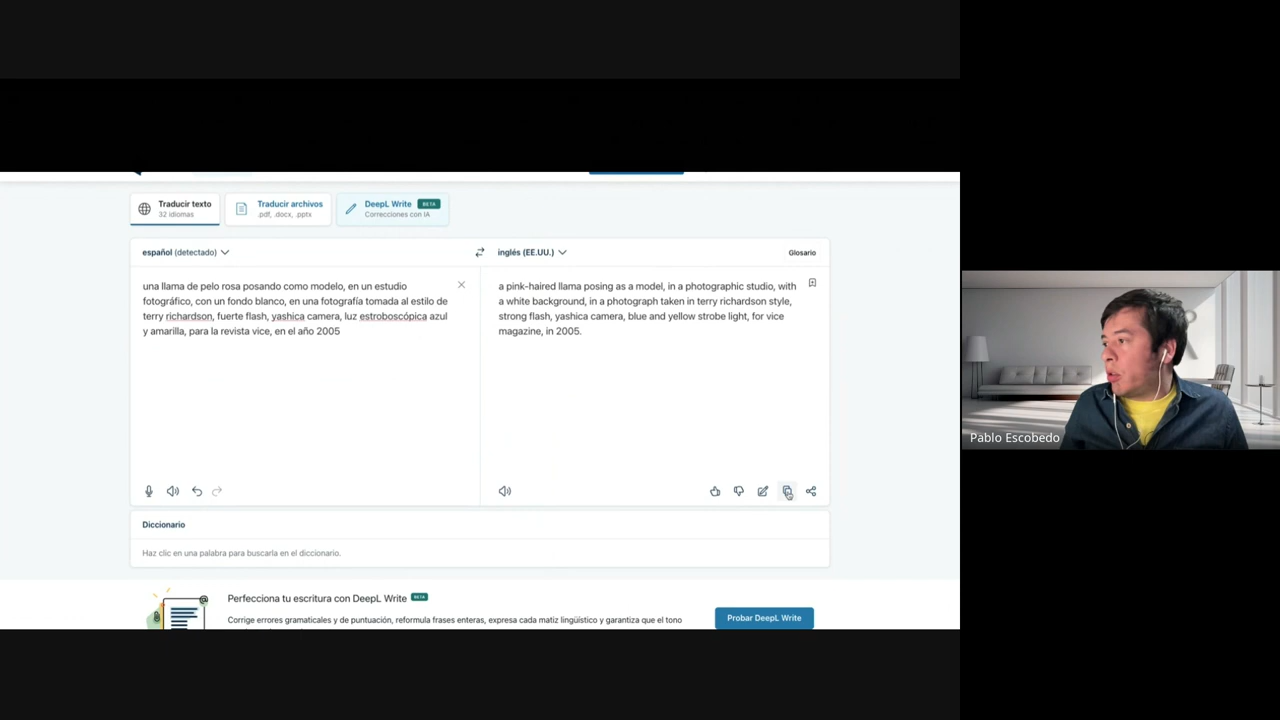 Traducir texto
32 idiomas
Traducir archivos
.pdf, .docx, .pptx
DeepL Write BETA
Correcciones con IA
español (detectado)
inglés (EE.UU.)
Glosario
una llama de pelo rosa posando como modelo, en un estudio
fotográfico, con un fondo blanco, en una fotografía tomada al estilo de
terry richardson, fuerte flash, yashica camera, luz estroboscópica azul
y amarilla, para la revista vice, en el año 2005
a pink-haired llama posing as a model, in a photographic studio, with
a white background, in a photograph taken in terry richardson style,
strong flash, yashica camera, blue and yellow strobe light, for vice
magazine, in 2005.
Diccionario
Haz clic en una palabra para buscarla en el diccionario.
Perfecciona tu escritura con DeepL Write BETA
Corrige errores gramaticales y de puntuación, reformula frases enteras, expresa cada matiz lingüístico y garantiza que el tono
Probar DeepL Write
Pablo Escobedo